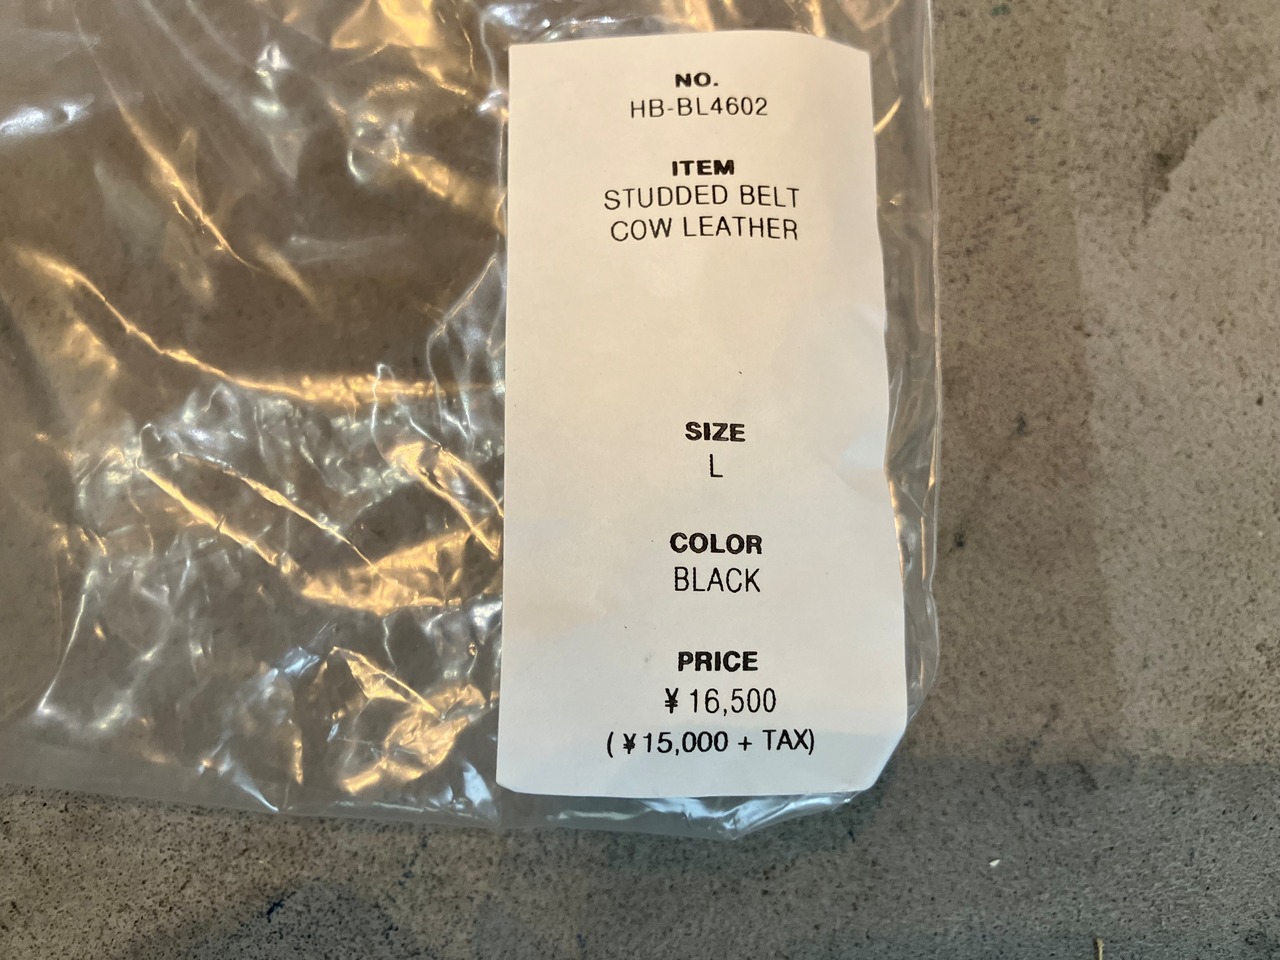 NO.
HB-BL4602
ITEM
STUDDED BELT
COW LEATHER
SIZE
L
COLOR
BLACK
PRICE
¥ 16,500
( ¥15,000 + TAX)